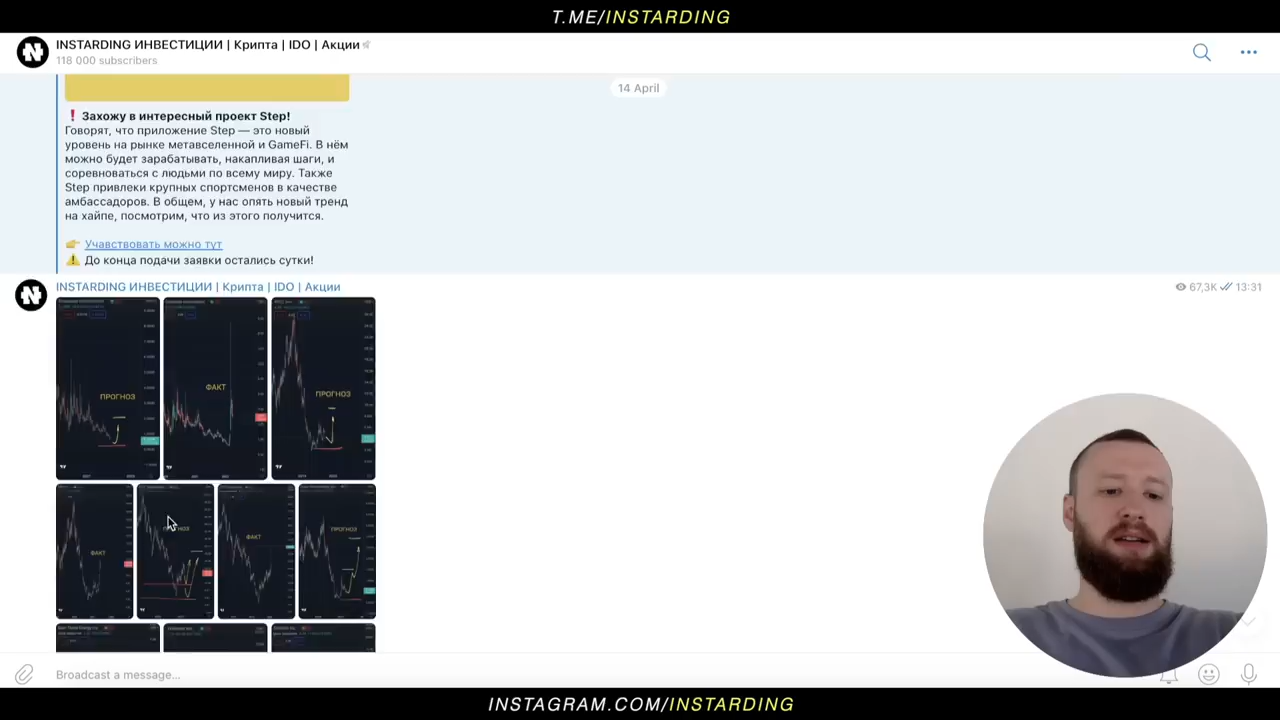 T.ME/INSTARDING
INSTARDING ИНВЕСТИЦИИ | Крипта | IDO | Акции
118 000 subscribers
14 April
❗ Захожу в интересный проект Step!
Говорят, что приложение Step — это новый
уровень на рынке метавселенной и GameFi. В нём
можно будет зарабатывать, накапливая шаги, и
соревноваться с людьми по всему миру. Также
Step привлеки крупных спортсменов в качестве
амбассадоров. В общем, у нас опять новый тренд
на хайпе, посмотрим, что из этого получится.
👉 Учавствовать можно тут
⚠️ До конца подачи заявки остались сутки!
INSTARDING ИНВЕСТИЦИИ | Крипта | IDO | Акции
67,3K 13:31
ПРОГНОЗ
ФАКТ
ПРОГНОЗ
ФАКТ
ПРОГНОЗ
ФАКТ
ПРОГНОЗ
Broadcast a message...
INSTAGRAM.COM/INSTARDING